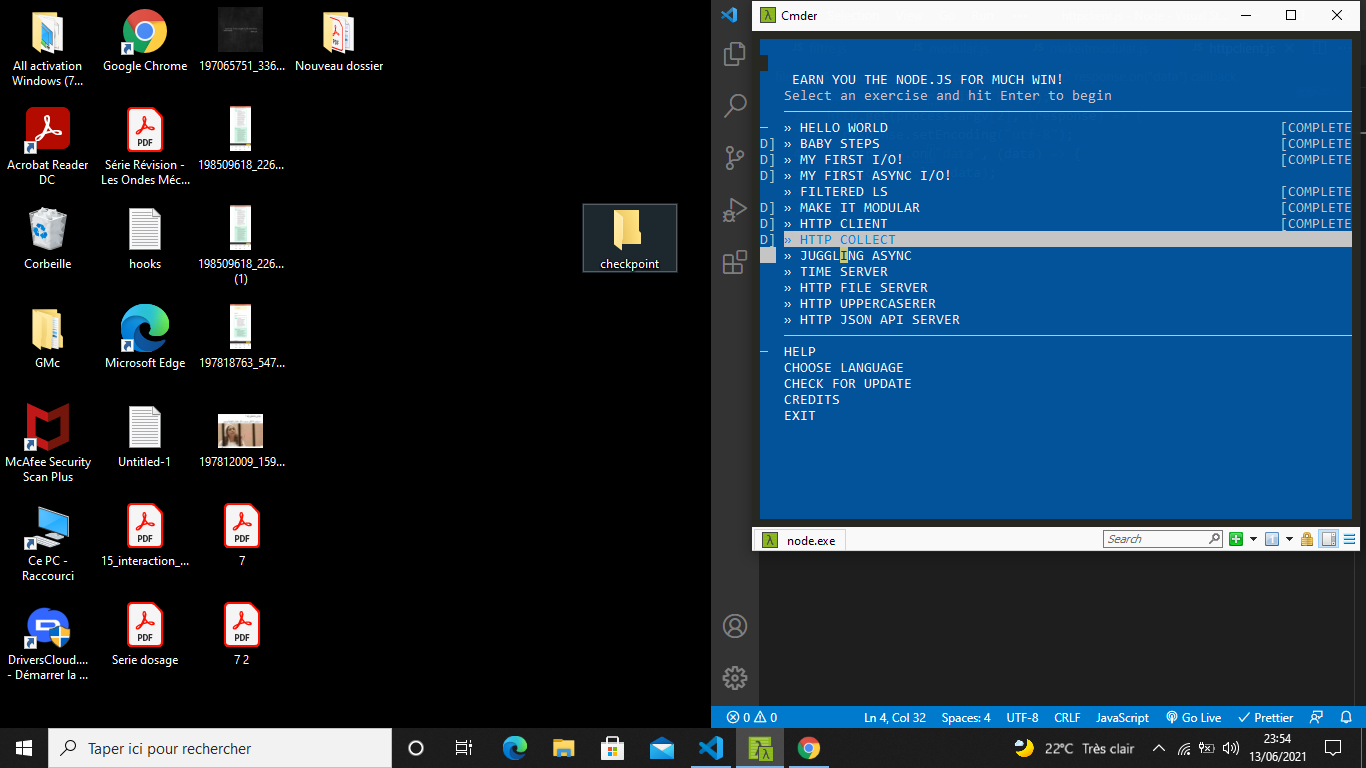 All activation
Windows (7...
Google Chrome
197065751_336...
Nouveau dossier
Acrobat Reader
DC
Série Révision -
Les Ondes Méc...
198509618_226...
Corbeille
hooks
198509618_226...
(1)
checkpoint
GMc
Microsoft Edge
197818763_547...
McAfee Security
Scan Plus
Untitled-1
197812009_159...
Ce PC -
Raccourci
15_interaction_...
7
DriversCloud....
- Démarrer la ...
Serie dosage
7 2
PDF
PDF
PDF
PDF
PDF
Cmder
EARN YOU THE NODE.JS FOR MUCH WIN!
Select an exercise and hit Enter to begin
» HELLO WORLD [COMPLETE
D] » BABY STEPS [COMPLETE
D] » MY FIRST I/O! [COMPLETE
D] » MY FIRST ASYNC I/O!
» FILTERED LS [COMPLETE
D] » MAKE IT MODULAR [COMPLETE
D] » HTTP CLIENT [COMPLETE
D] » HTTP COLLECT
» JUGGLING ASYNC
» TIME SERVER
» HTTP FILE SERVER
» HTTP UPPERCASERER
» HTTP JSON API SERVER
HELP
CHOOSE LANGUAGE
CHECK FOR UPDATE
CREDITS
EXIT
node.exe
Search
0 0 Ln 4, Col 32 Spaces: 4 UTF-8 CRLF JavaScript Go Live Prettier
Taper ici pour rechercher
22°C Très clair
23:54
13/06/2021